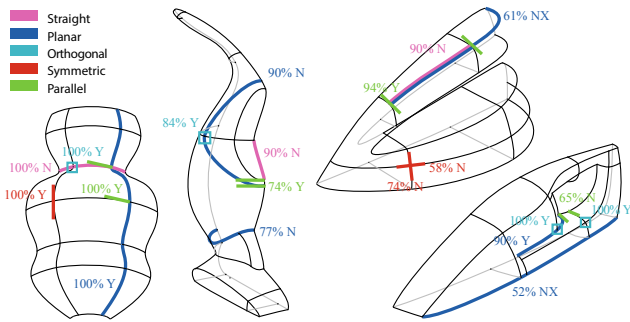 Straight
Planar
Orthogonal
Symmetric
Parallel
100% Y
100% N
100% Y
100% Y
100% Y
90% N
84% Y
90% N
74% Y
77% N
61% NX
90% N
94% Y
58% N
74% N
65% N
100% Y
100% Y
90% Y
52% NX